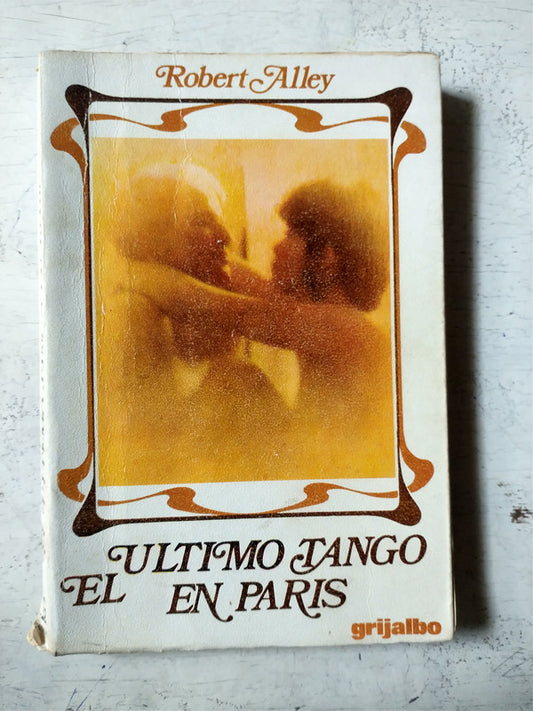 Robert Alley
EL ULTIMO TANGO
EN PARIS
grijalbo